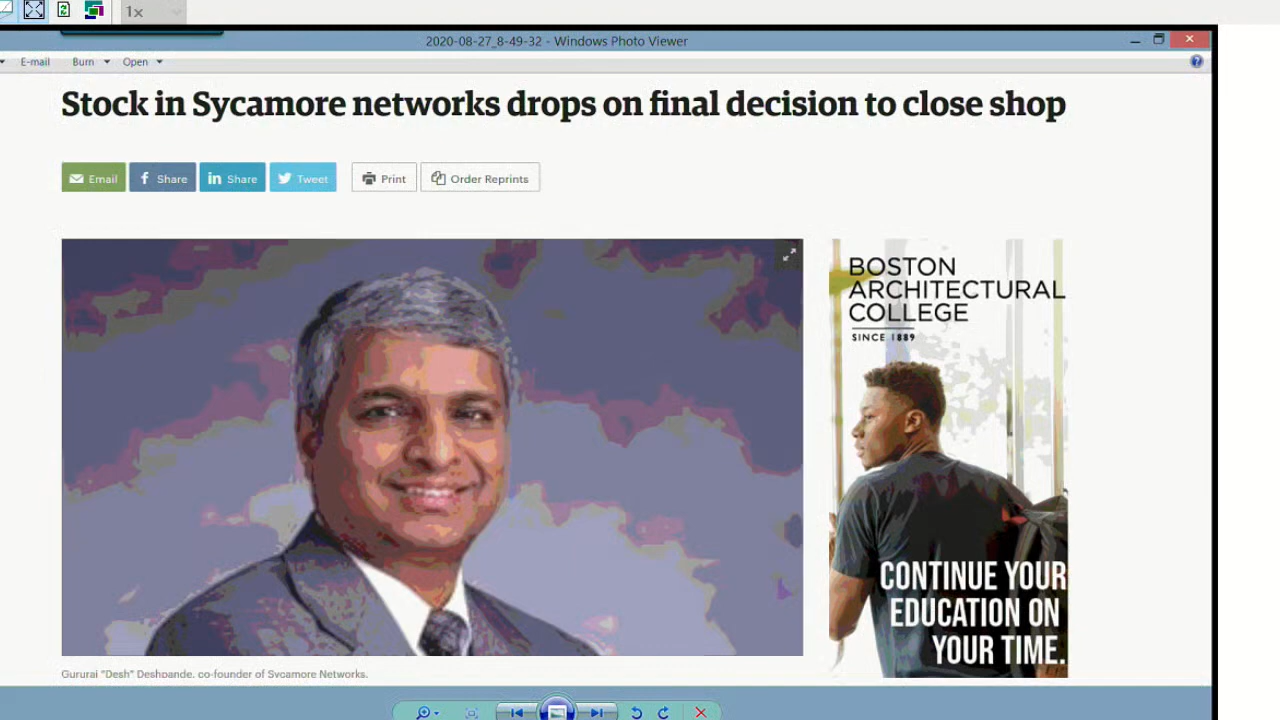 1x
2020-08-27_8-49-32 - Windows Photo Viewer
E-mail Burn Open
Stock in Sycamore networks drops on final decision to close shop
Email Share Share Tweet Print Order Reprints
BOSTON
ARCHITECTURAL
COLLEGE
SINCE 1889
CONTINUE YOUR
EDUCATION ON
YOUR TIME.
Gururaj "Desh" Deshpande, co-founder of Sycamore Networks.